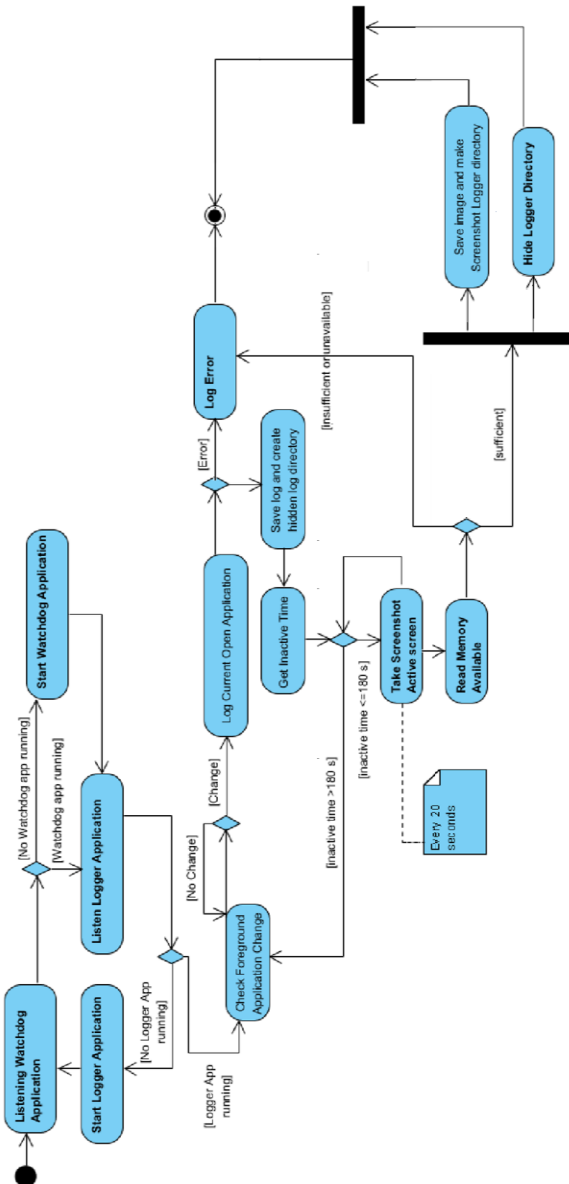 Listening Watchdog
Application
Start Logger Application
[No Watchdog app running]
Start Watchdog Application
[Watchdog app running]
Listen Logger Application
[No Logger App
running]
[Logger App
running]
Check Foreground
Application Change
[No Change]
[Change]
Log Current Open Application
[Error]
Log Error
Save log and create
hidden log directory
Get Inactive Time
[inactive time >180 s]
[inactive time <=180 s]
Take Screenshot
Active screen
Every 20
seconds
Read Memory
Available
[insufficient or unavailable]
[sufficient]
Save image and make
Screenshot Logger directory
Hide Logger Directory